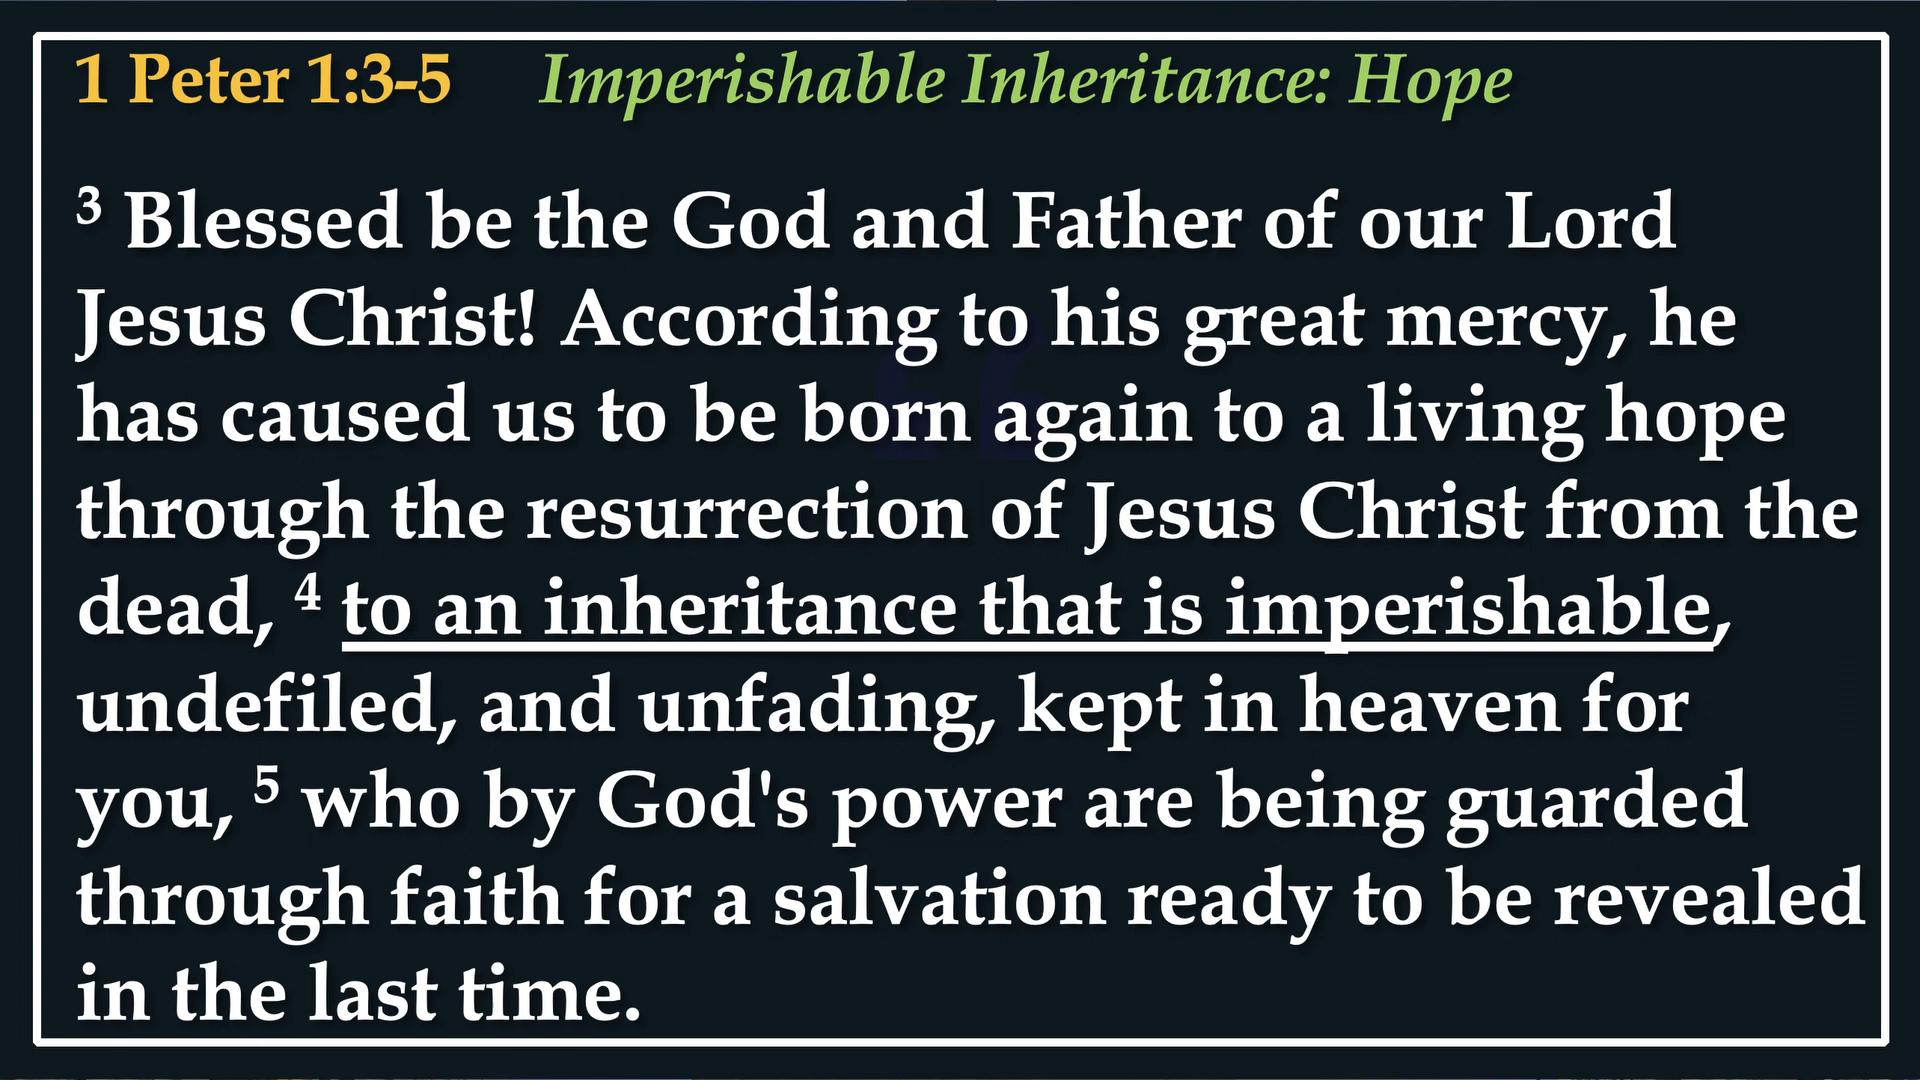 1 Peter 1:3-5 Imperishable Inheritance: Hope
3 Blessed be the God and Father of our Lord
Jesus Christ! According to his great mercy, he
has caused us to be born again to a living hope
through the resurrection of Jesus Christ from the
dead, 4 to an inheritance that is imperishable,
undefiled, and unfading, kept in heaven for
you, 5 who by God's power are being guarded
through faith for a salvation ready to be revealed
in the last time.